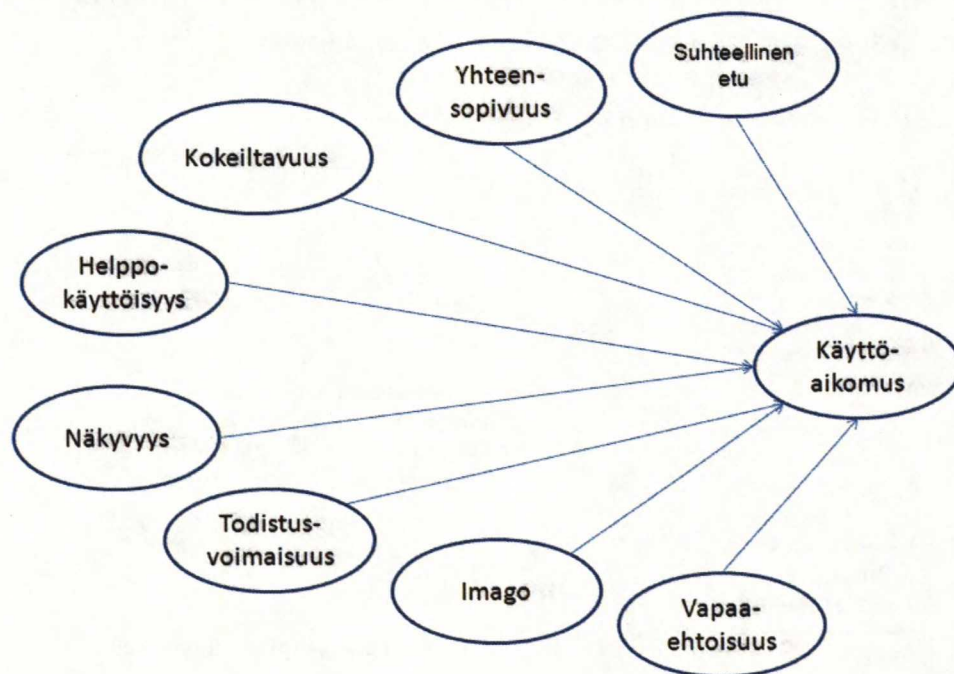 Suhteellinen
etu
Yhteen-
sopivuus
Kokeiltavuus
Helppo-
käyttöisyys
Näkyvyys
Todistus-
voimaisuus
Imago
Vapaa-
ehtoisuus
Käyttö-
aikomus